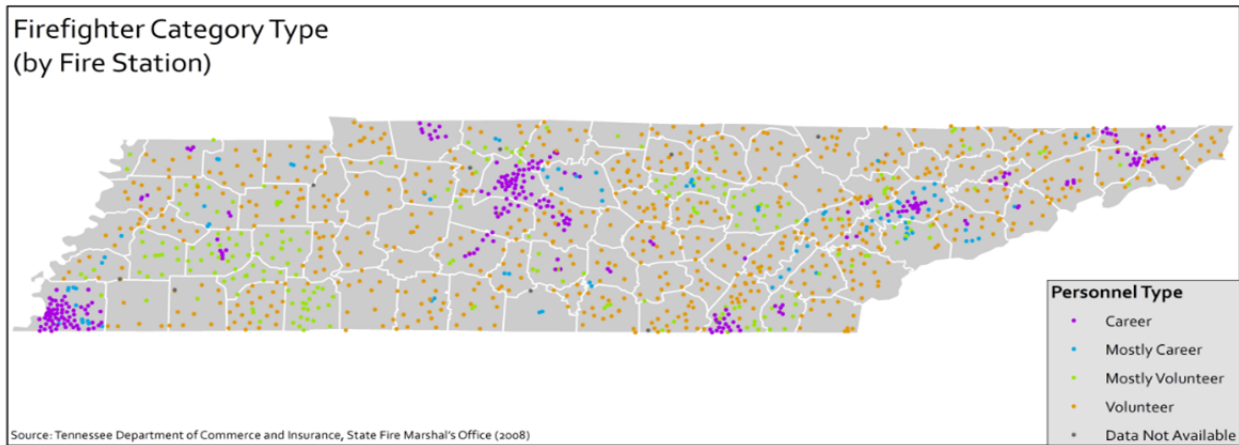 Firefighter Category Type
(by Fire Station)
Personnel Type
Career
Mostly Career
Mostly Volunteer
Volunteer
Data Not Available
Source: Tennessee Department of Commerce and Insurance, State Fire Marshal's Office (2008)